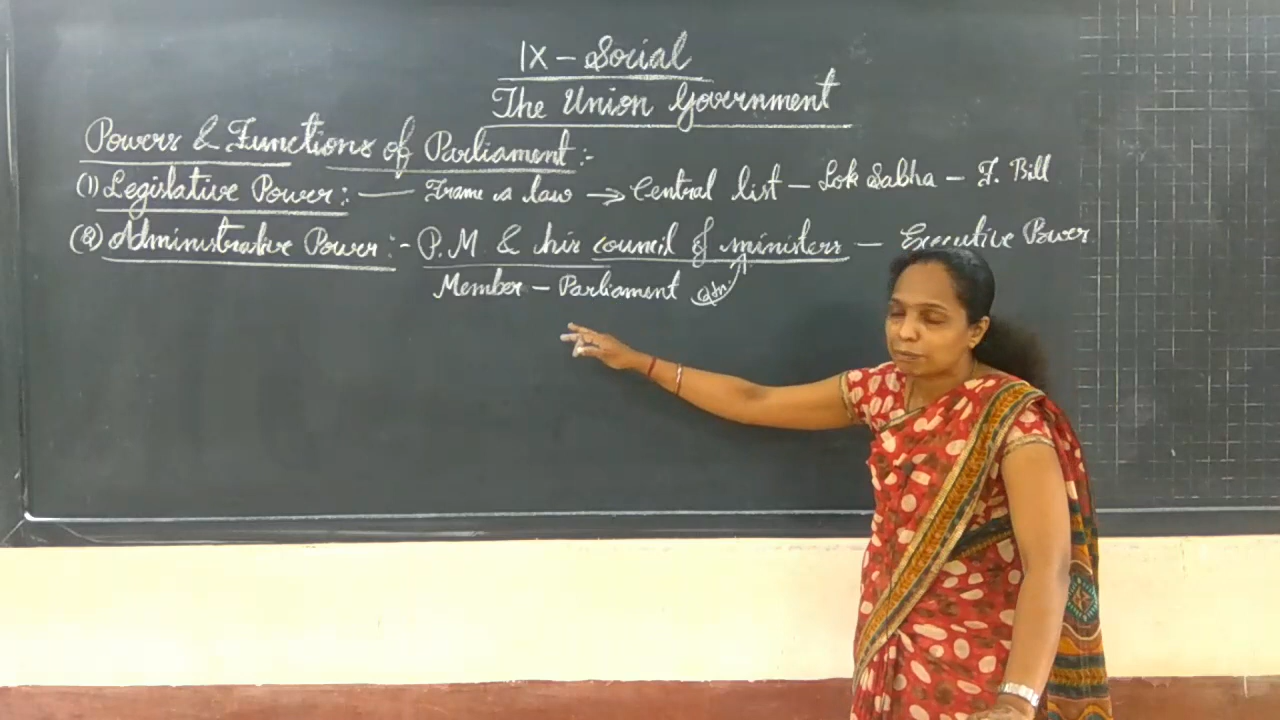 IX - Social
The Union Government
Powers & Functions of Parliament :-
(1) Legislative Power : — Frame a law → Central list - Lok Sabha - F. Bill
(2) Administrative Power :- P.M & his council of ministers — Executive Power
Member - Parliament Qtn.